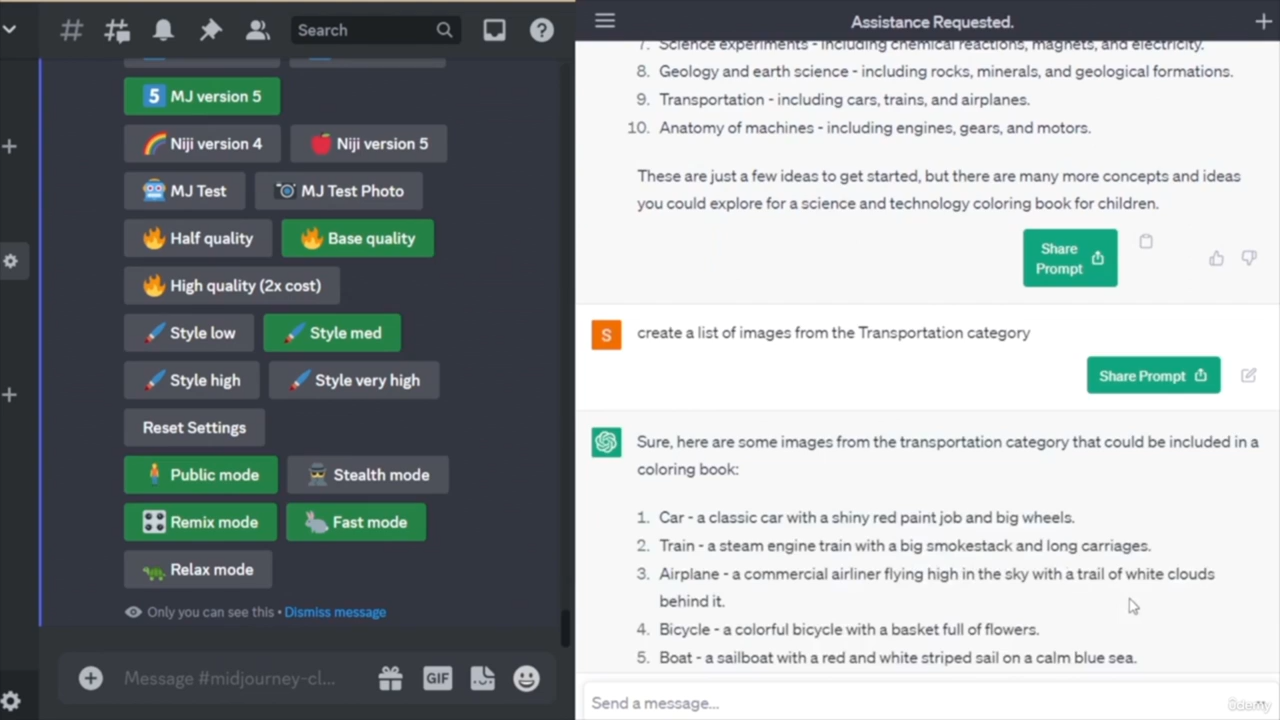 Search
5 MJ version 5
Niji version 4
Niji version 5
MJ Test
MJ Test Photo
Half quality
Base quality
High quality (2x cost)
Style low
Style med
Style high
Style very high
Reset Settings
Public mode
Stealth mode
Remix mode
Fast mode
Relax mode
Only you can see this • Dismiss message
Message #midjourney-cl...
GIF
Assistance Requested.
7. Science experiments - including chemical reactions, magnets, and electricity.
8. Geology and earth science - including rocks, minerals, and geological formations.
9. Transportation - including cars, trains, and airplanes.
10. Anatomy of machines - including engines, gears, and motors.
These are just a few ideas to get started, but there are many more concepts and ideas
you could explore for a science and technology coloring book for children.
Share
Prompt
S
create a list of images from the Transportation category
Share Prompt
Sure, here are some images from the transportation category that could be included in a
coloring book:
1. Car - a classic car with a shiny red paint job and big wheels.
2. Train - a steam engine train with a big smokestack and long carriages.
3. Airplane - a commercial airliner flying high in the sky with a trail of white clouds
behind it.
4. Bicycle - a colorful bicycle with a basket full of flowers.
5. Boat - a sailboat with a red and white striped sail on a calm blue sea.
Send a message...
ûdemy